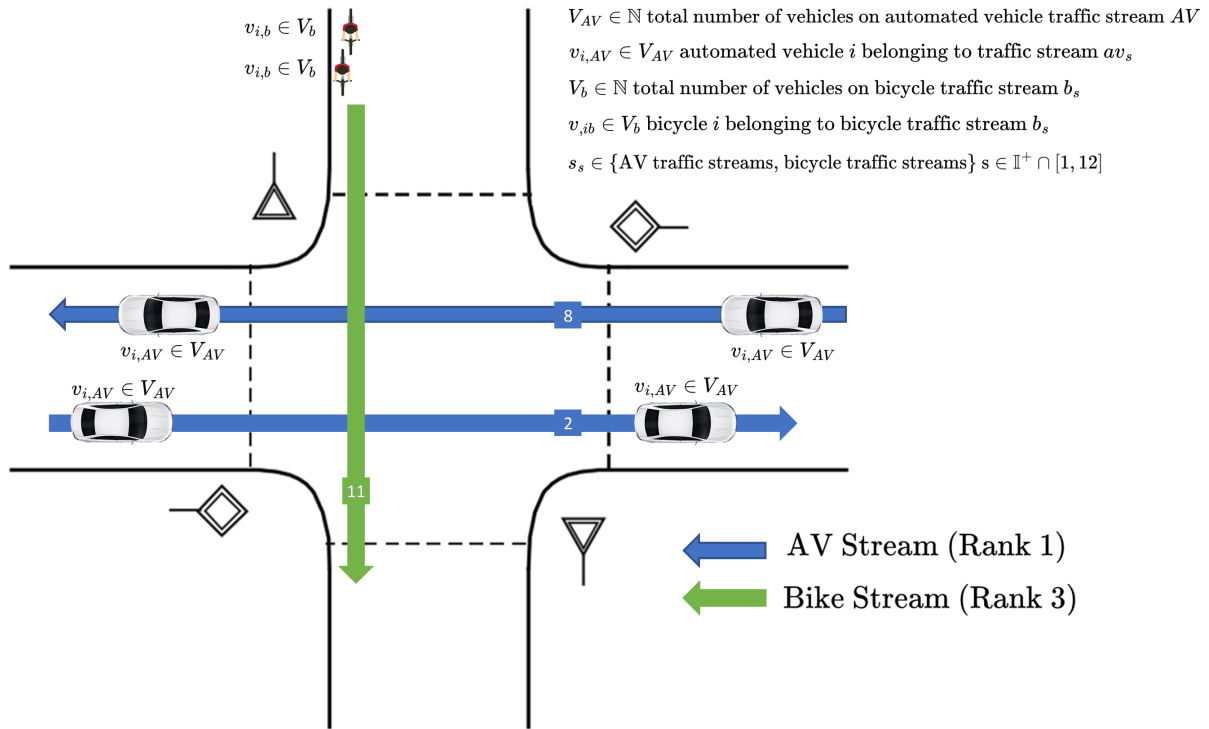 v_{i,b} ∈ V_b
v_{i,b} ∈ V_b
V_{AV} ∈ ℕ total number of vehicles on automated vehicle traffic stream AV
v_{i,AV} ∈ V_{AV} automated vehicle i belonging to traffic stream av_s
V_b ∈ ℕ total number of vehicles on bicycle traffic stream b_s
v_{,ib} ∈ V_b bicycle i belonging to bicycle traffic stream b_s
s_s ∈ {AV traffic streams, bicycle traffic streams} s ∈ 𝕀^+ ∩ [1, 12]
8
v_{i,AV} ∈ V_{AV}
v_{i,AV} ∈ V_{AV}
v_{i,AV} ∈ V_{AV}
v_{i,AV} ∈ V_{AV}
2
11
AV Stream (Rank 1)
Bike Stream (Rank 3)